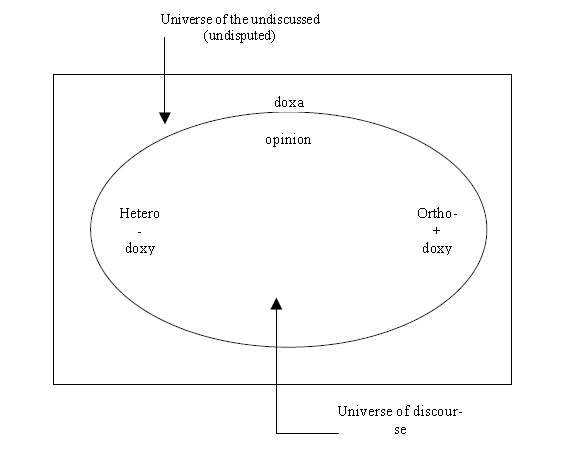 Universe of the undiscussed
(undisputed)
doxa
opinion
Hetero
-
doxy
Ortho-
+
doxy
Universe of discour-
se